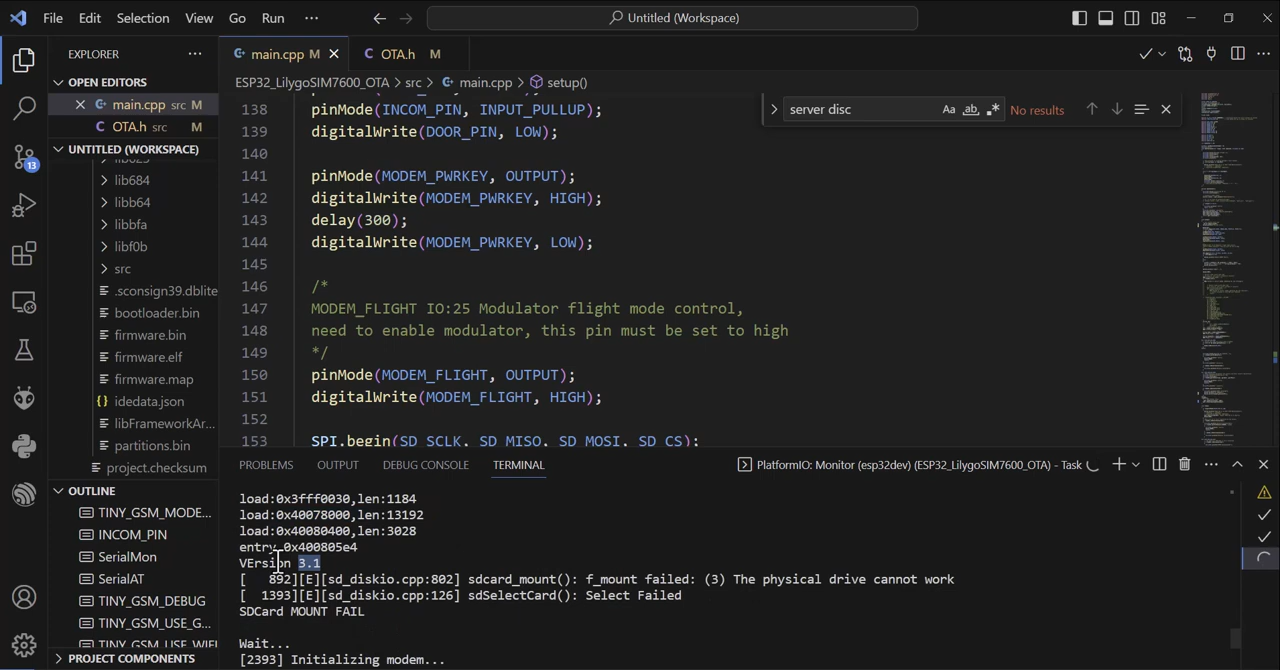 File Edit Selection View Go Run ··· Untitled (Workspace)
EXPLORER ···
OPEN EDITORS
main.cpp src M
OTA.h src M
UNTITLED (WORKSPACE)
13
lib684
libb64
libbfa
libf0b
src
.sconsign39.dblite
bootloader.bin
firmware.bin
firmware.elf
firmware.map
idedata.json
libFrameworkAr...
partitions.bin
project.checksum
OUTLINE
TINY_GSM_MODE...
INCOM_PIN
SerialMon
SerialAT
TINY_GSM_DEBUG
TINY_GSM_USE_G...
TINY_GSM_USE_WIFI
PROJECT COMPONENTS
main.cpp M
OTA.h M
ESP32_LilygoSIM7600_OTA > src > main.cpp > setup()
server disc Aa ab .* No results
138 pinMode(INCOM_PIN, INPUT_PULLUP);
139 digitalWrite(DOOR_PIN, LOW);
140
141 pinMode(MODEM_PWRKEY, OUTPUT);
142 digitalWrite(MODEM_PWRKEY, HIGH);
143 delay(300);
144 digitalWrite(MODEM_PWRKEY, LOW);
145
146 /*
147 MODEM_FLIGHT IO:25 Modulator flight mode control,
148 need to enable modulator, this pin must be set to high
149 */
150 pinMode(MODEM_FLIGHT, OUTPUT);
151 digitalWrite(MODEM_FLIGHT, HIGH);
152
153 SPI.begin(SD_SCLK, SD_MISO, SD_MOSI, SD_CS);
PROBLEMS OUTPUT DEBUG CONSOLE TERMINAL PlatformIO: Monitor (esp32dev) (ESP32_LilygoSIM7600_OTA) - Task
load:0x3fff0030,len:1184
load:0x40078000,len:13192
load:0x40080400,len:3028
entry 0x400805e4
VErsion 3.1
[   892][E][sd_diskio.cpp:802] sdcard_mount(): f_mount failed: (3) The physical drive cannot work
[  1393][E][sd_diskio.cpp:126] sdSelectCard(): Select Failed
SDCard MOUNT FAIL
Wait...
[2393] Initializing modem...